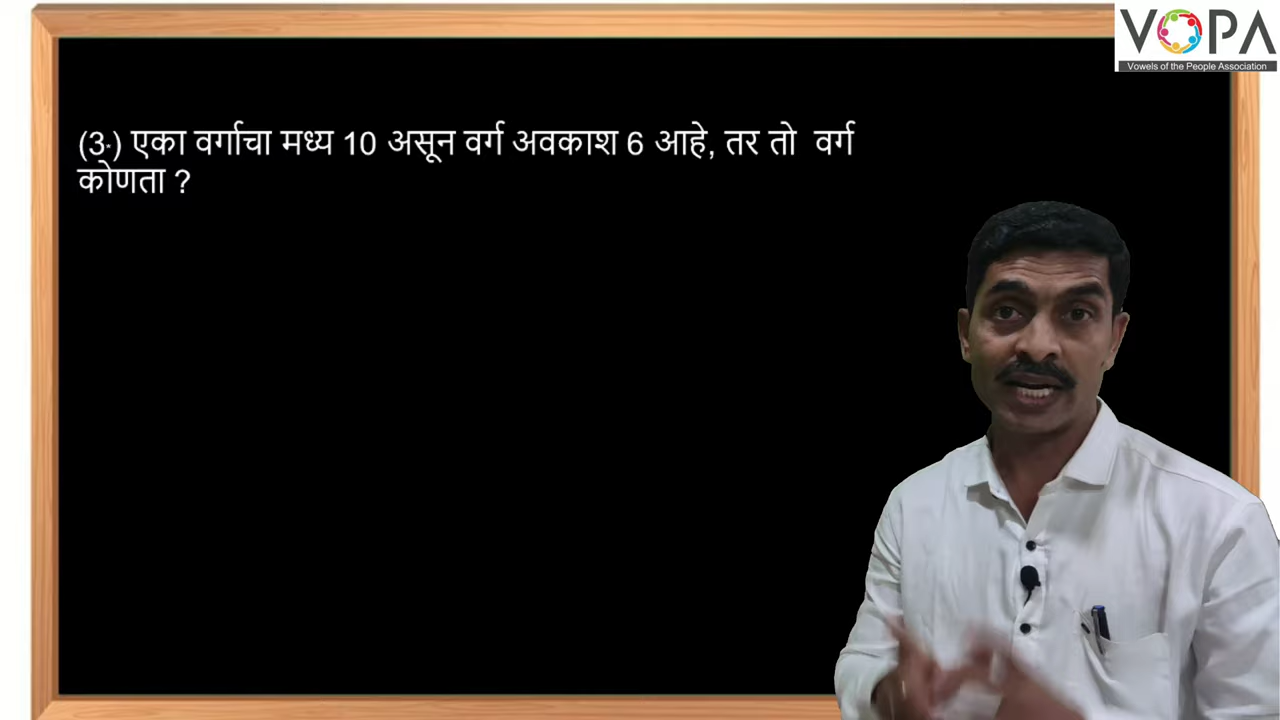 VOPA
Vowels of the People Association
(3·) एका वर्गाचा मध्य 10 असून वर्ग अवकाश 6 आहे, तर तो वर्ग
कोणता ?